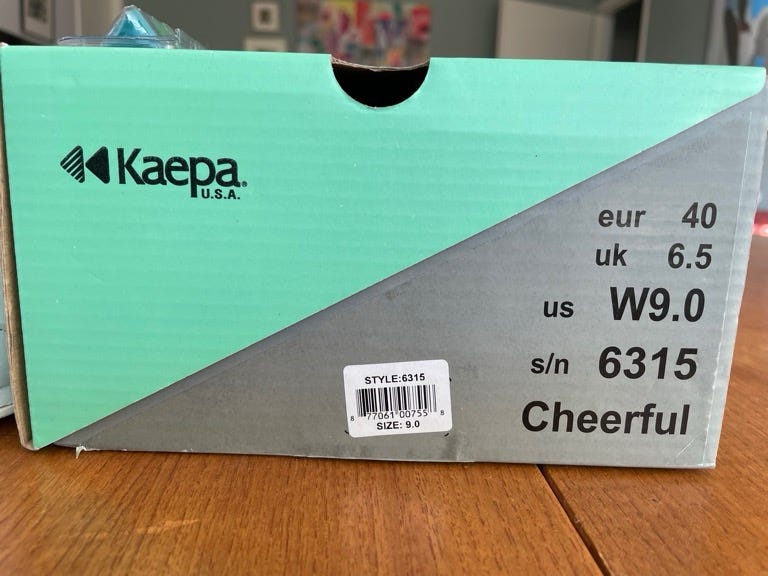 Kaepa®
U.S.A.
eur 40
uk 6.5
us W9.0
s/n 6315
Cheerful
STYLE:6315
8 77061 00755 8
SIZE: 9.0